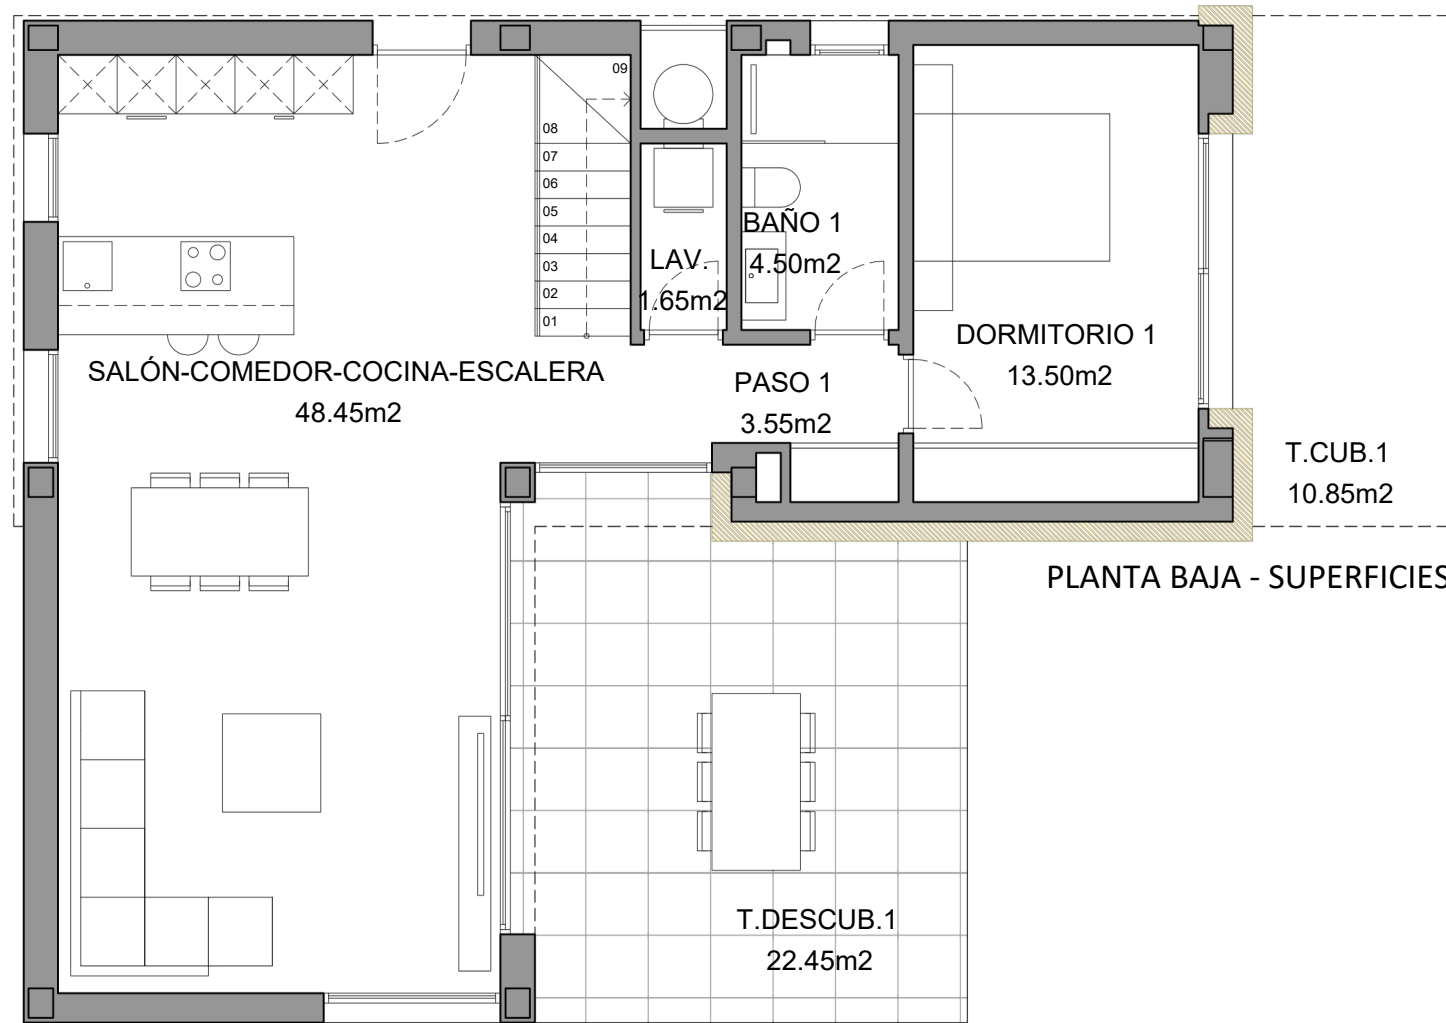 09
08
07
06
05
04
03
02
01
BAÑO 1
4.50m2
LAV.
1.65m2
DORMITORIO 1
13.50m2
SALÓN-COMEDOR-COCINA-ESCALERA
48.45m2
PASO 1
3.55m2
T.CUB.1
10.85m2
PLANTA BAJA - SUPERFICIES
T.DESCUB.1
22.45m2